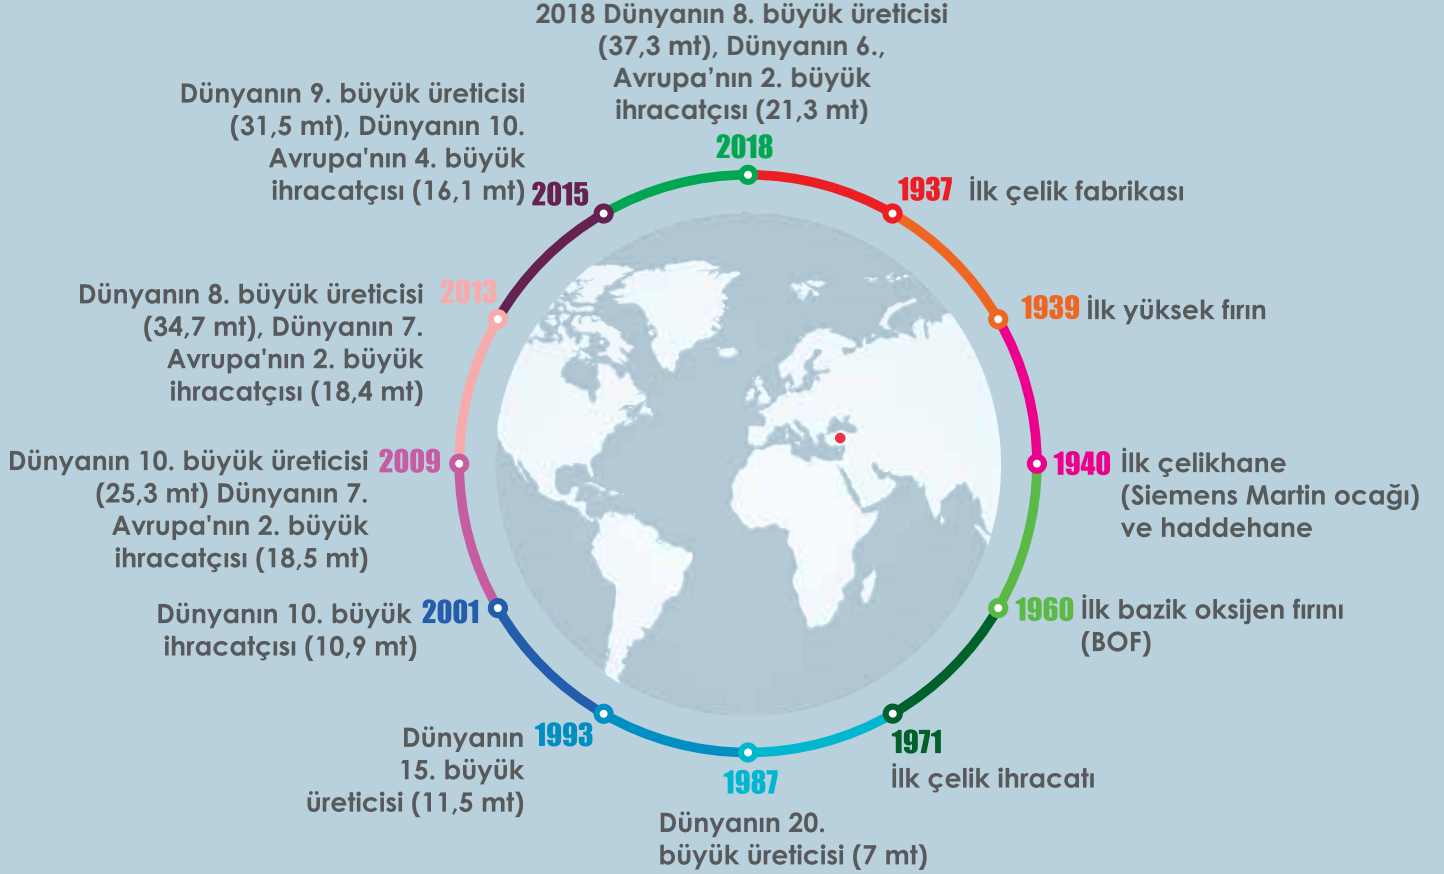 2018 Dünyanın 8. büyük üreticisi
(37,3 mt), Dünyanın 6.,
Avrupa’nın 2. büyük
ihracatçısı (21,3 mt)
2018
1937 İlk çelik fabrikası
1939 İlk yüksek fırın
1940 İlk çelikhane
(Siemens Martin ocağı)
ve haddehane
1960 İlk bazik oksijen fırını
(BOF)
1971
İlk çelik ihracatı
1987
Dünyanın 20.
büyük üreticisi (7 mt)
Dünyanın 1993
15. büyük
üreticisi (11,5 mt)
Dünyanın 10. büyük 2001
ihracatçısı (10,9 mt)
Dünyanın 10. büyük üreticisi 2009
(25,3 mt) Dünyanın 7.
Avrupa'nın 2. büyük
ihracatçısı (18,5 mt)
Dünyanın 8. büyük üreticisi 2013
(34,7 mt), Dünyanın 7.
Avrupa'nın 2. büyük
ihracatçısı (18,4 mt)
Dünyanın 9. büyük üreticisi
(31,5 mt), Dünyanın 10.
Avrupa'nın 4. büyük
ihracatçısı (16,1 mt) 2015